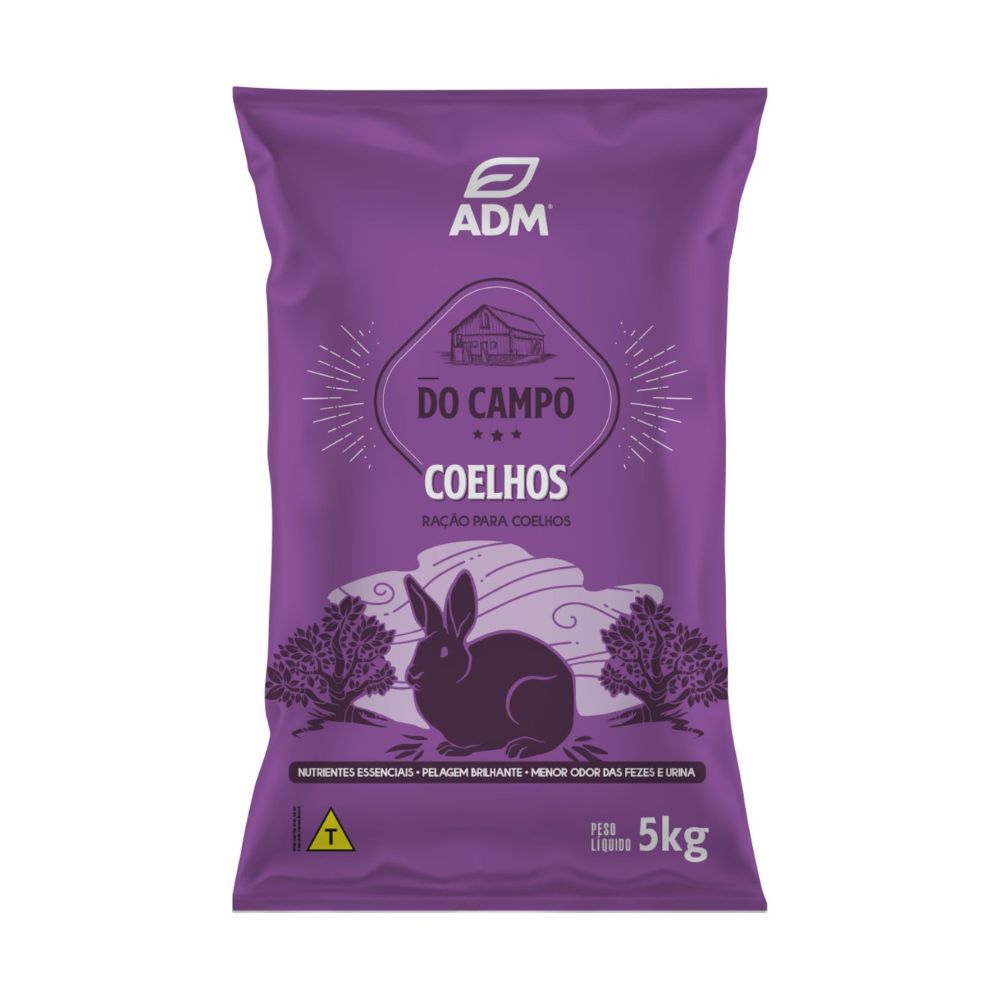 ADM®
DO CAMPO
COELHOS
RAÇÃO PARA COELHOS
NUTRIENTES ESSENCIAIS • PELAGEM BRILHANTE • MENOR ODOR DAS FEZES E URINA
T
PESO
LÍQUIDO 5kg